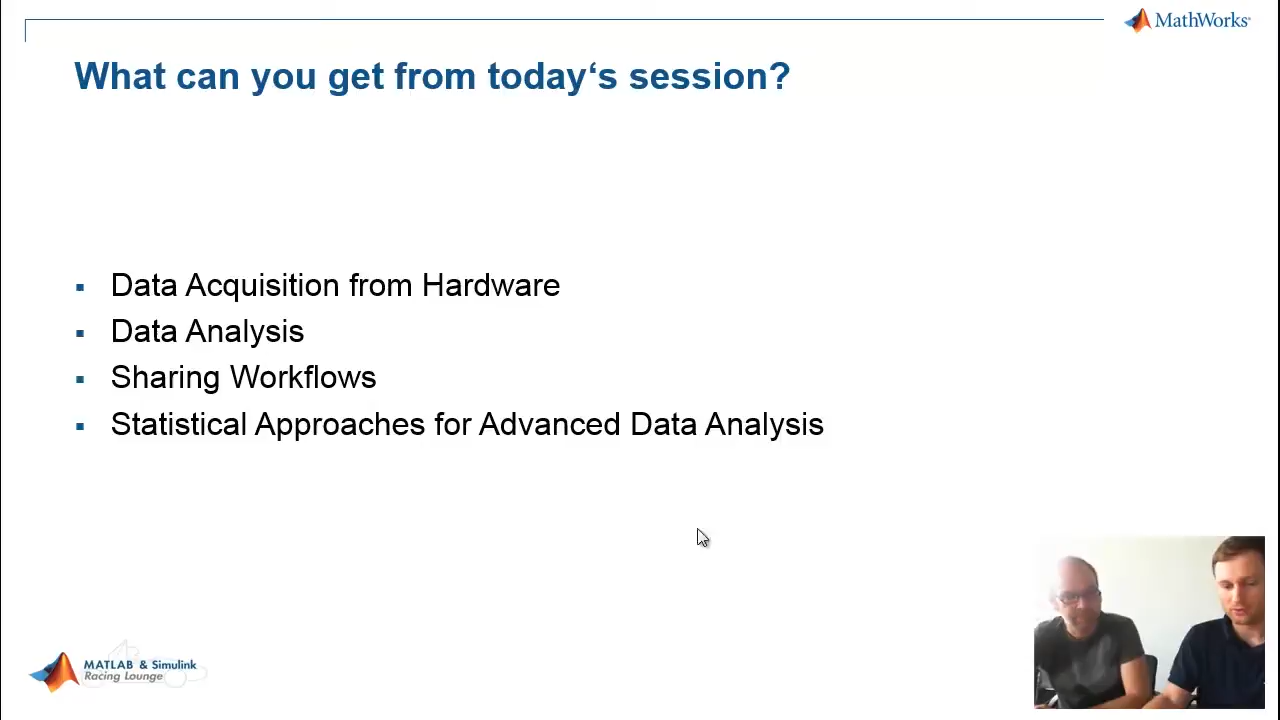 MathWorks®
What can you get from today‘s session?
▪ Data Acquisition from Hardware
▪ Data Analysis
▪ Sharing Workflows
▪ Statistical Approaches for Advanced Data Analysis
MATLAB & Simulink
Racing Lounge